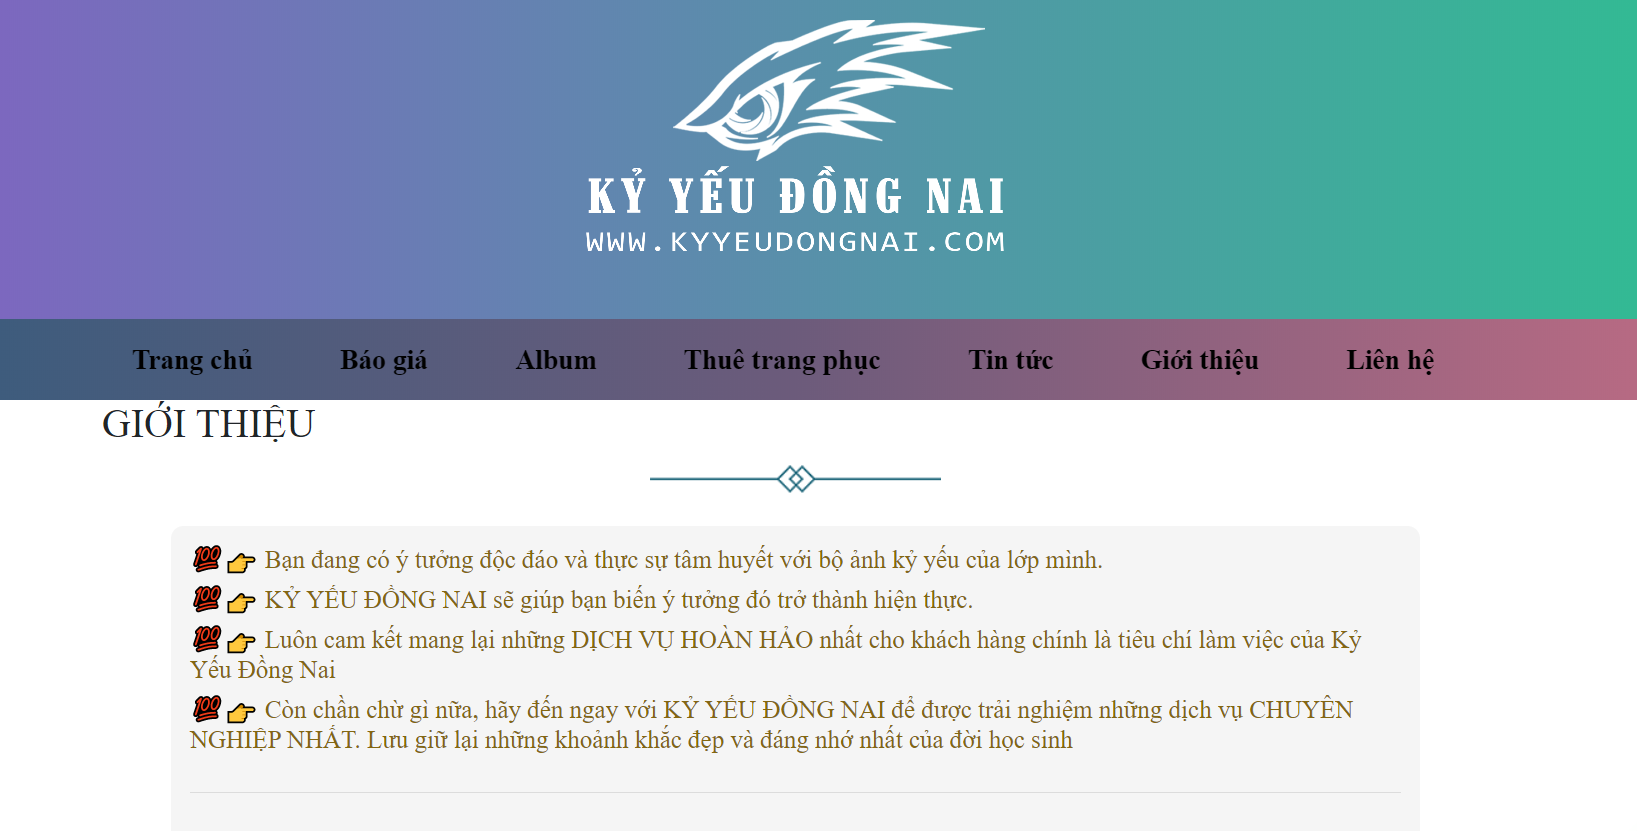 KỶ YẾU ĐỒNG NAI
WWW.KYYEUDONGNAI.COM
Trang chủ Báo giá Album Thuê trang phục Tin tức Giới thiệu Liên hệ
GIỚI THIỆU
💯👉 Bạn đang có ý tưởng độc đáo và thực sự tâm huyết với bộ ảnh kỷ yếu của lớp mình.
💯👉 KỶ YẾU ĐỒNG NAI sẽ giúp bạn biến ý tưởng đó trở thành hiện thực.
💯👉 Luôn cam kết mang lại những DỊCH VỤ HOÀN HẢO nhất cho khách hàng chính là tiêu chí làm việc của Kỷ
Yếu Đồng Nai
💯👉 Còn chần chừ gì nữa, hãy đến ngay với KỶ YẾU ĐỒNG NAI để được trải nghiệm những dịch vụ CHUYÊN
NGHIỆP NHẤT. Lưu giữ lại những khoảnh khắc đẹp và đáng nhớ nhất của đời học sinh